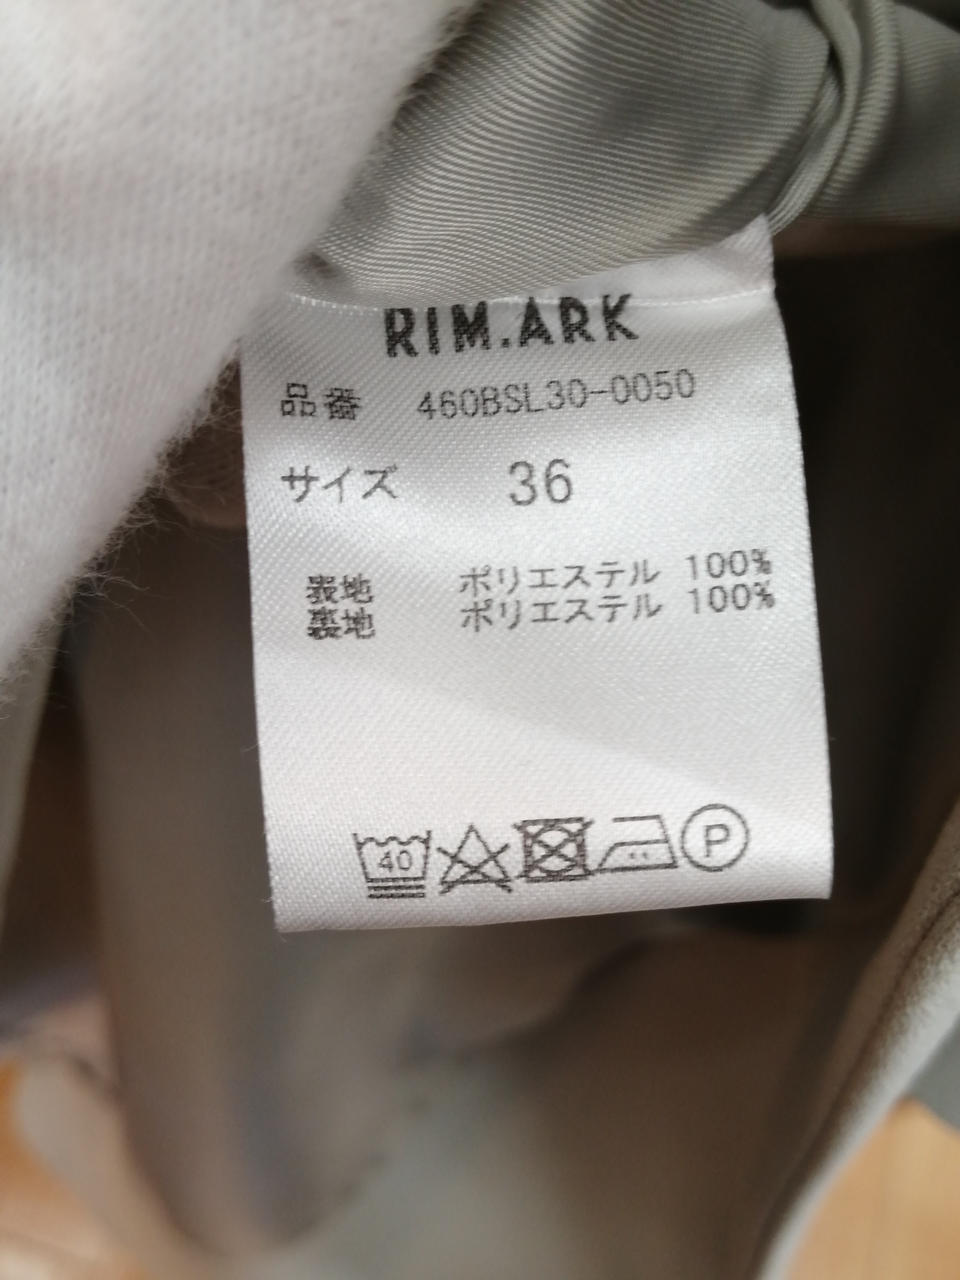 RIM.ARK
品番 460BSL30-0050
サイズ 36
表地 ポリエステル 100%
裏地 ポリエステル 100%
40 P